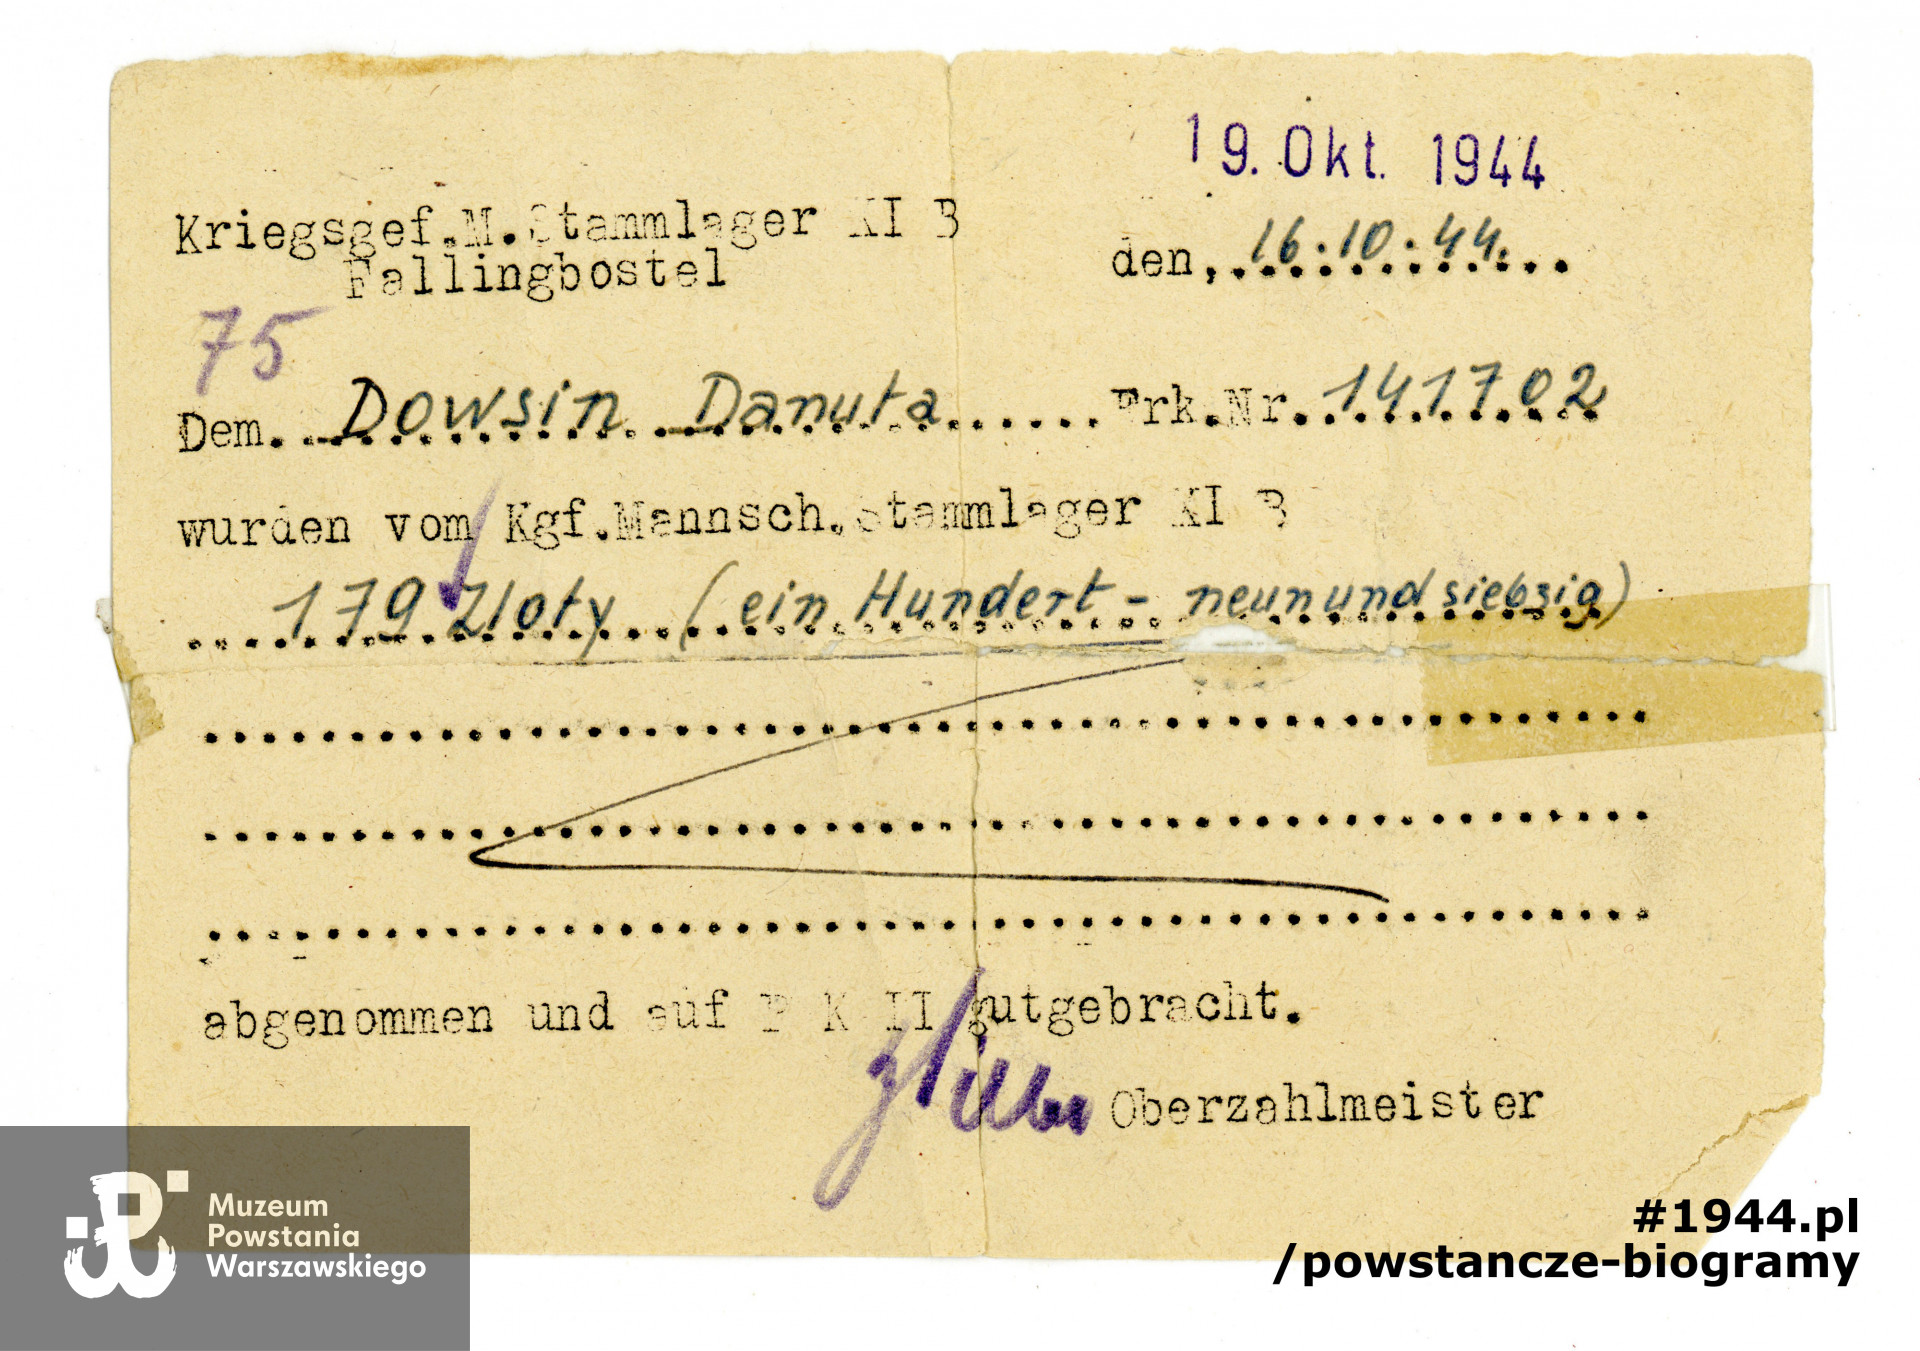 19. Okt. 1944
Kriegsgef.M.Stammlager XI B
Fallingbostel
den, 16.10.44.
75
Dem. Dowsin Danuta Erk.Nr. 141702
wurden vom Kgf.Mannsch.Stammlager XI B
179 Zloty (ein Hundert - neunundsiebzig)
abgenommen und auf P K II gutgebracht.
Oberzahlmeister
Muzeum
Powstania
Warszawskiego
#1944.pl
/powstancze-biogramy